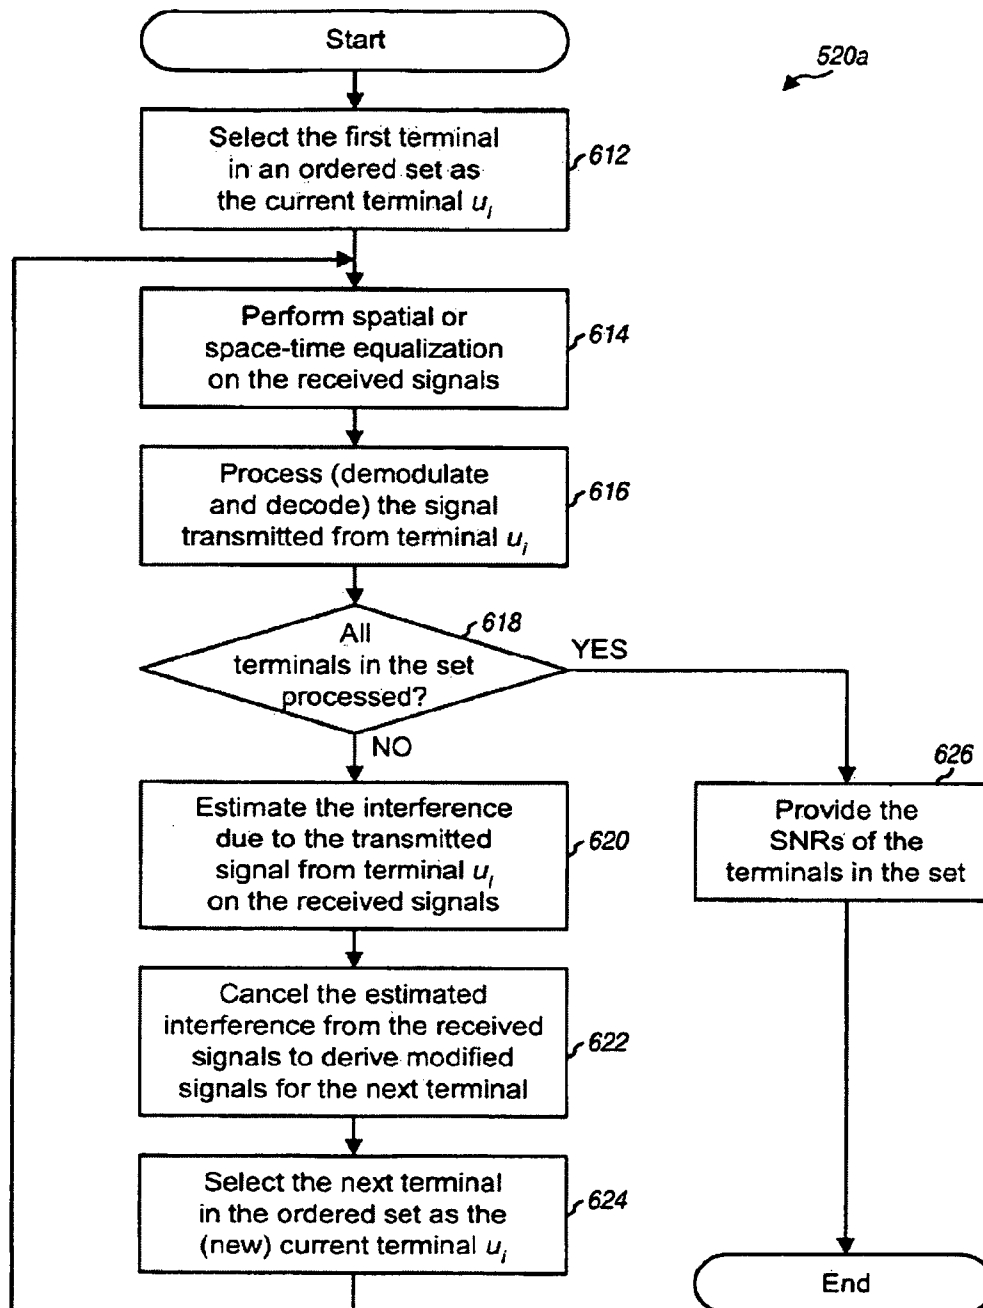 Start
520a
Select the first terminal
in an ordered set as
the current terminal u_i
612
Perform spatial or
space-time equalization
on the received signals
614
Process (demodulate
and decode) the signal
transmitted from terminal u_i
616
All
terminals in the set
processed?
618
YES
NO
Estimate the interference
due to the transmitted
signal from terminal u_i
on the received signals
620
626
Provide the
SNRs of the
terminals in the set
Cancel the estimated
interference from the received
signals to derive modified
signals for the next terminal
622
Select the next terminal
in the ordered set as the
(new) current terminal u_i
624
End